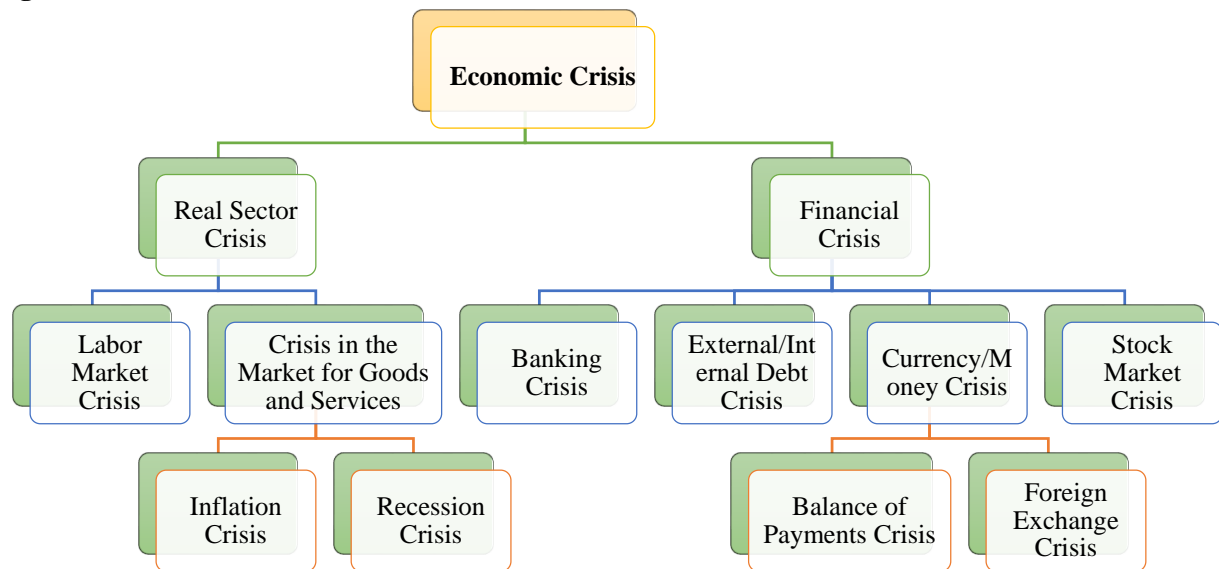 Economic Crisis
Real Sector
Crisis
Financial
Crisis
Labor
Market
Crisis
Crisis in the
Market for Goods
and Services
Banking
Crisis
External/Int
ernal Debt
Crisis
Currency/M
oney Crisis
Stock
Market
Crisis
Inflation
Crisis
Recession
Crisis
Balance of
Payments Crisis
Foreign
Exchange
Crisis